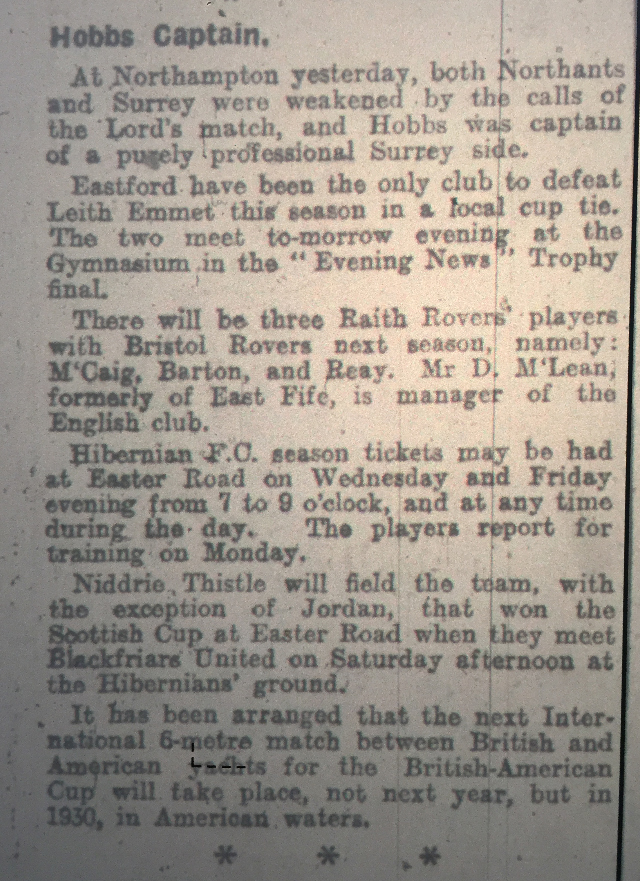 Hobbs Captain.
At Northampton yesterday, both Northants
and Surrey were weakened by the calls of
the Lord's match, and Hobbs was captain
of a purely professional Surrey side.
Eastford have been the only club to defeat
Leith Emmet this season in a local cup tie.
The two meet to-morrow evening at the
Gymnasium in the " Evening News " Trophy
final.
There will be three Raith Rovers' players
with Bristol Rovers next season, namely:
M'Caig, Barton, and Reay. Mr D. M'Lean,
formerly of East Fife, is manager of the
English club.
Hibernian F.C. season tickets may be had
at Easter Road on Wednesday and Friday
evening from 7 to 9 o'clock, and at any time
during the day. The players report for
training on Monday.
Niddrie Thistle will field the team, with
the exception of Jordan, that won the
Scottish Cup at Easter Road when they meet
Blackfriars United on Saturday afternoon at
the Hibernians' ground.
It has been arranged that the next Inter-
national 6-metre match between British and
American yachts for the British-American
Cup will take place, not next year, but in
1930, in American waters.
* * *